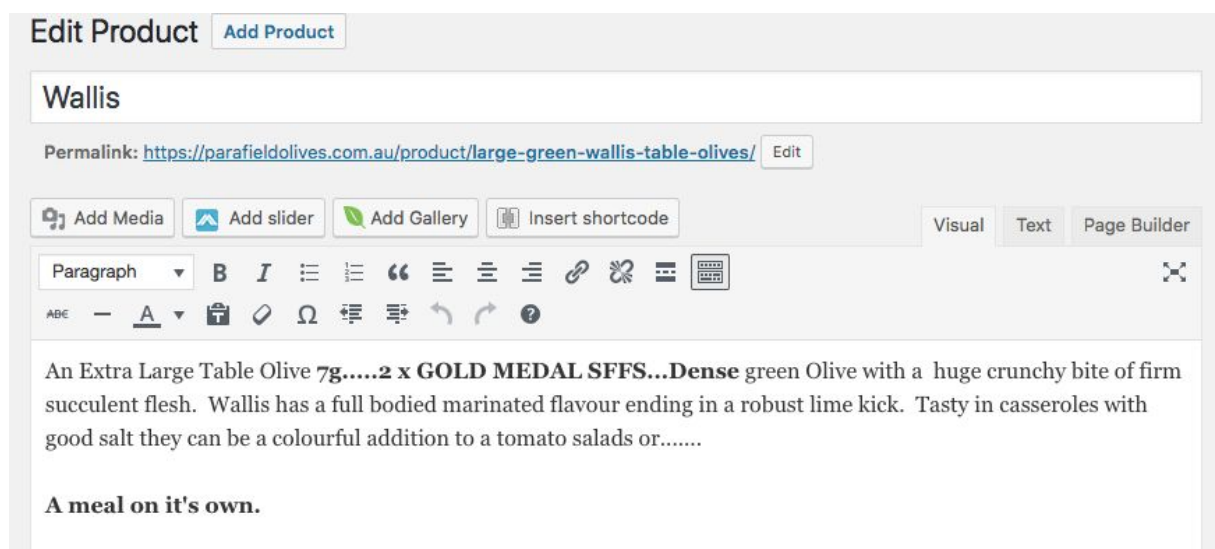 Edit Product Add Product
Wallis
Permalink: https://parafieldolives.com.au/product/large-green-wallis-table-olives/ Edit
Add Media Add slider Add Gallery Insert shortcode Visual Text Page Builder
Paragraph B I
ABE A Ω
An Extra Large Table Olive 7g.....2 x GOLD MEDAL SFFS...Dense green Olive with a  huge crunchy bite of firm
succulent flesh.  Wallis has a full bodied marinated flavour ending in a robust lime kick.  Tasty in casseroles with
good salt they can be a colourful addition to a tomato salads or.......
A meal on it's own.